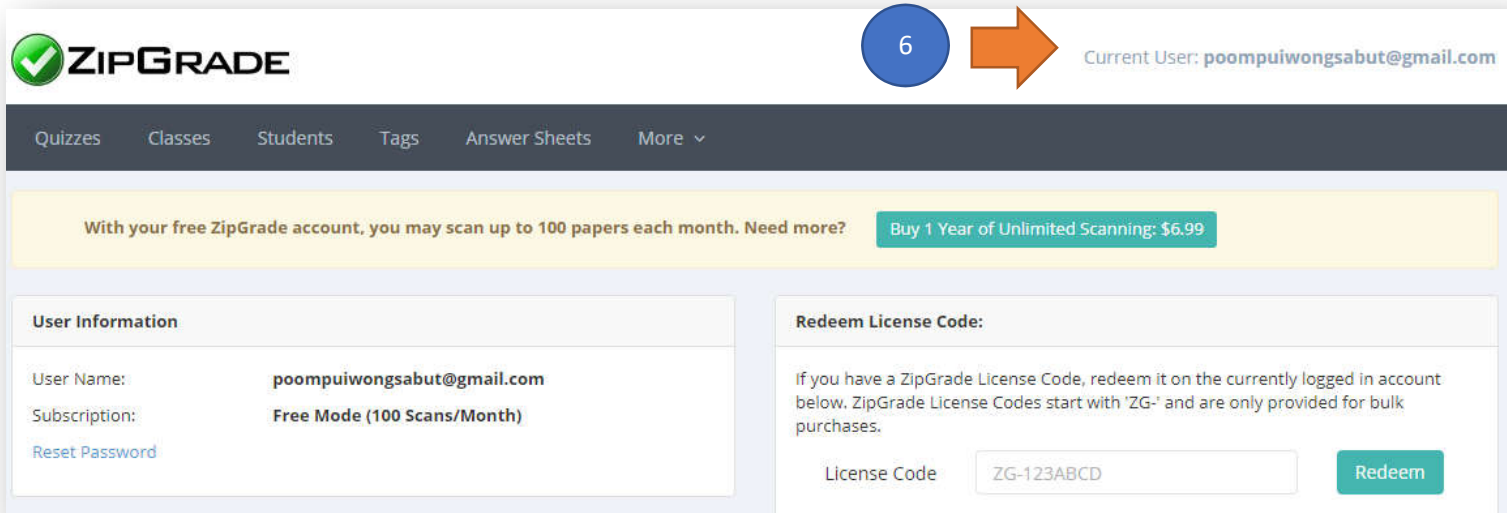 ZIPGRADE
6
Current User: poompuiwongsabut@gmail.com
Quizzes Classes Students Tags Answer Sheets More
With your free ZipGrade account, you may scan up to 100 papers each month. Need more? Buy 1 Year of Unlimited Scanning: $6.99
User Information
User Name: poompuiwongsabut@gmail.com
Subscription: Free Mode (100 Scans/Month)
Reset Password
Redeem License Code:
If you have a ZipGrade License Code, redeem it on the currently logged in account
below. ZipGrade License Codes start with 'ZG-' and are only provided for bulk
purchases.
License Code ZG-123ABCD Redeem